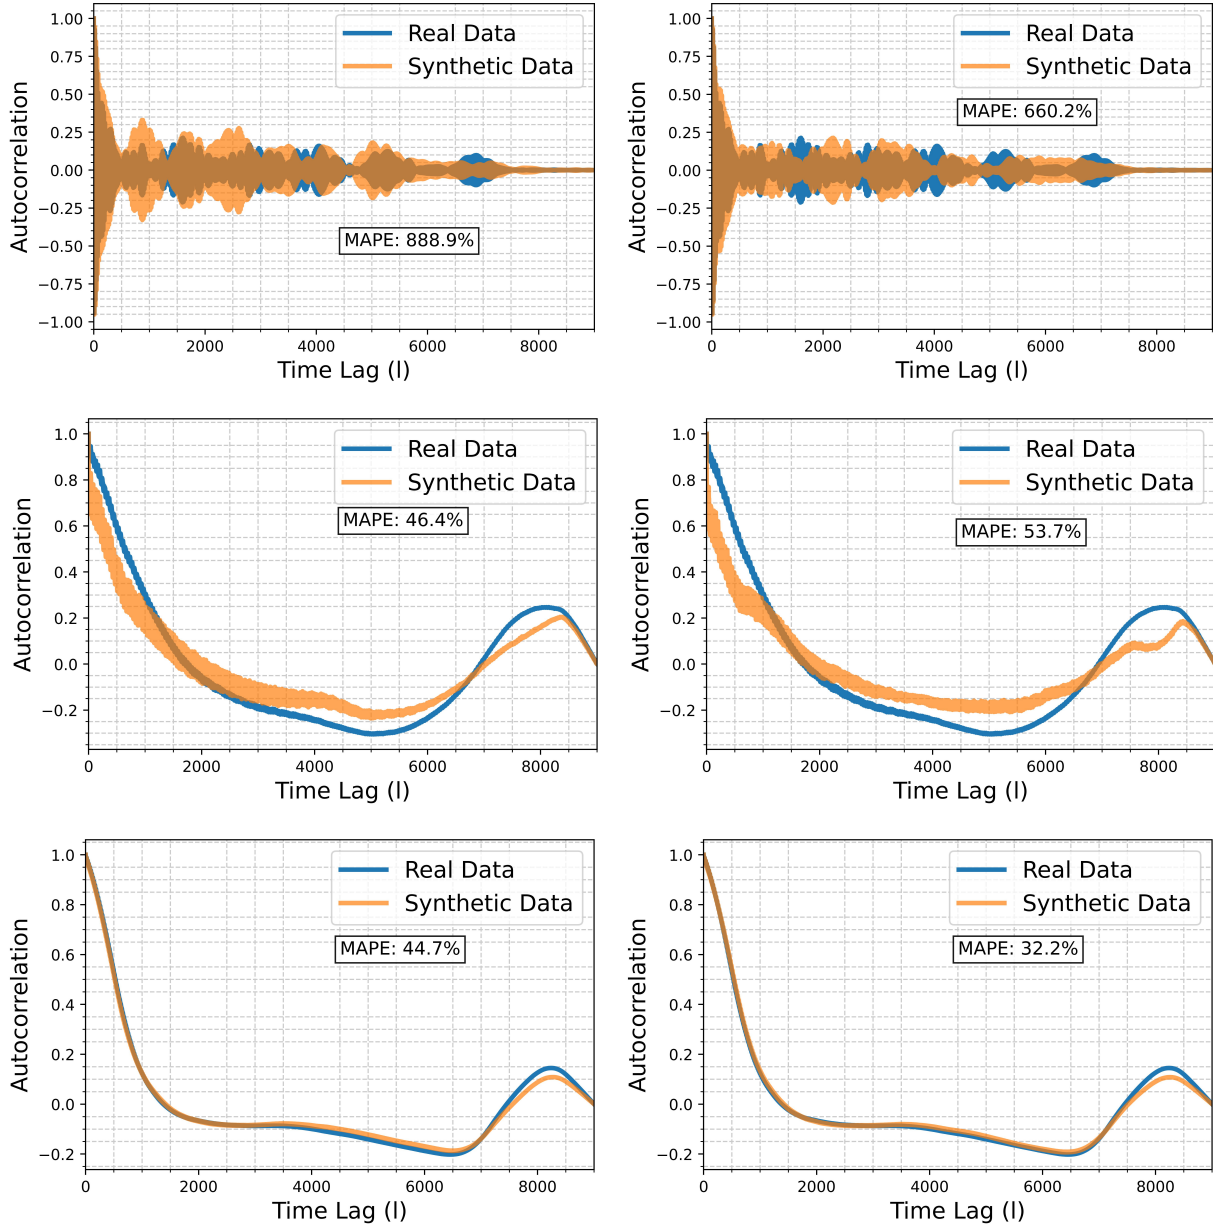 1.00
0.75
0.50
0.25
0.00
−0.25
−0.50
−0.75
−1.00
Autocorrelation
Real Data
Synthetic Data
MAPE: 888.9%
0 2000 4000 6000 8000
Time Lag (l)
1.00
0.75
0.50
0.25
0.00
−0.25
−0.50
−0.75
−1.00
Autocorrelation
Real Data
Synthetic Data
MAPE: 660.2%
0 2000 4000 6000 8000
Time Lag (l)
1.0
0.8
0.6
0.4
0.2
0.0
−0.2
Autocorrelation
Real Data
Synthetic Data
MAPE: 46.4%
0 2000 4000 6000 8000
Time Lag (l)
1.0
0.8
0.6
0.4
0.2
0.0
−0.2
Autocorrelation
Real Data
Synthetic Data
MAPE: 53.7%
0 2000 4000 6000 8000
Time Lag (l)
1.0
0.8
0.6
0.4
0.2
0.0
−0.2
Autocorrelation
Real Data
Synthetic Data
MAPE: 44.7%
0 2000 4000 6000 8000
Time Lag (l)
1.0
0.8
0.6
0.4
0.2
0.0
−0.2
Autocorrelation
Real Data
Synthetic Data
MAPE: 32.2%
0 2000 4000 6000 8000
Time Lag (l)